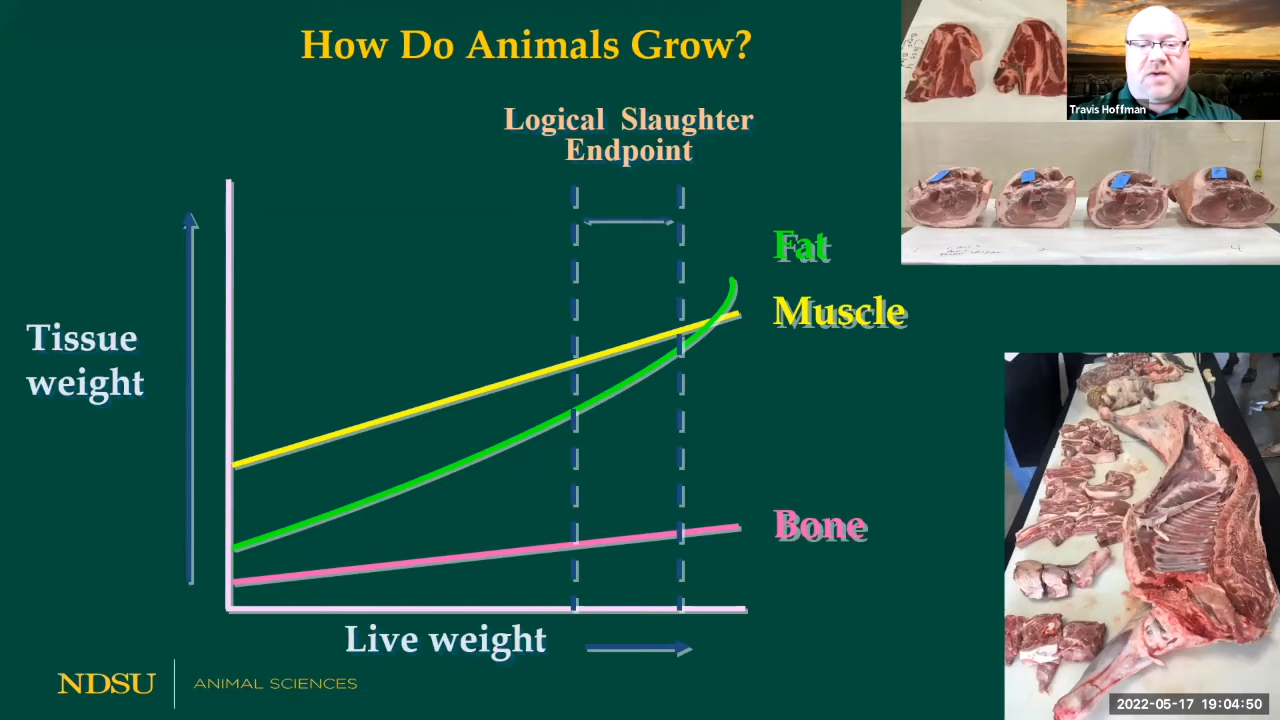 How Do Animals Grow?
Travis Hoffman
Logical Slaughter
Endpoint
Fat
Muscle
Tissue
weight
Bone
Live weight
NDSU
ANIMAL SCIENCES
4
2022-05-17 19:04:50